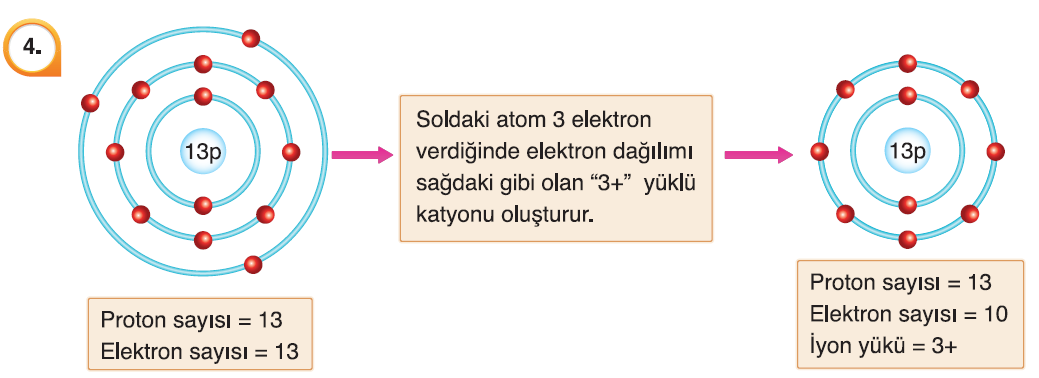 4.
13p
Soldaki atom 3 elektron
verdiğinde elektron dağılımı
sağdaki gibi olan “3+” yüklü
katyonu oluşturur.
13p
Proton sayısı = 13
Elektron sayısı = 13
Proton sayısı = 13
Elektron sayısı = 10
İyon yükü = 3+